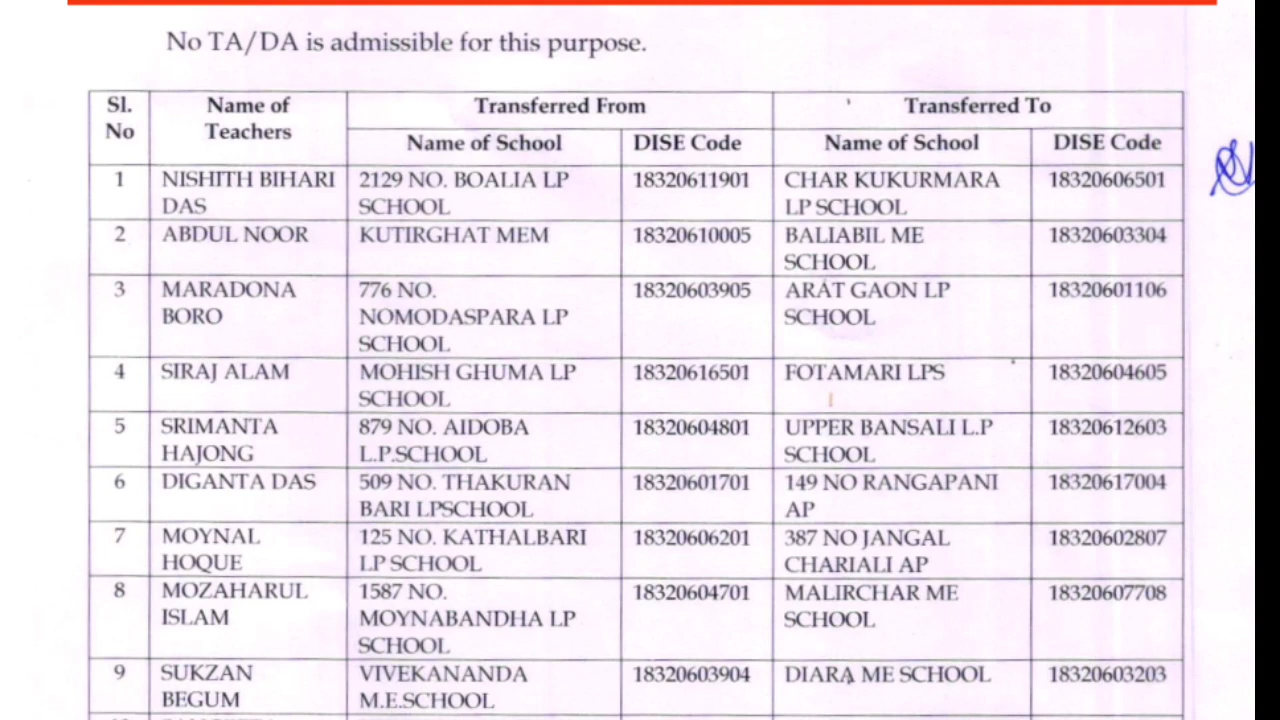 No TA/DA is admissible for this purpose.
Sl. No Name of Teachers Transferred From Transferred To
Name of School DISE Code Name of School DISE Code
1 NISHITH BIHARI DAS 2129 NO. BOALIA LP SCHOOL 18320611901 CHAR KUKURMARA LP SCHOOL 18320606501
2 ABDUL NOOR KUTIRGHAT MEM 18320610005 BALIABIL ME SCHOOL 18320603304
3 MARADONA BORO 776 NO. NOMODASPARA LP SCHOOL 18320603905 ARAT GAON LP SCHOOL 18320601106
4 SIRAJ ALAM MOHISH GHUMA LP SCHOOL 18320616501 FOTAMARI LPS 18320604605
5 SRIMANTA HAJONG 879 NO. AIDOBA L.P.SCHOOL 18320604801 UPPER BANSALI L.P SCHOOL 18320612603
6 DIGANTA DAS 509 NO. THAKURAN BARI LPSCHOOL 18320601701 149 NO RANGAPANI AP 18320617004
7 MOYNAL HOQUE 125 NO. KATHALBARI LP SCHOOL 18320606201 387 NO JANGAL CHARIALI AP 18320602807
8 MOZAHARUL ISLAM 1587 NO. MOYNABANDHA LP SCHOOL 18320604701 MALIRCHAR ME SCHOOL 18320607708
9 SUKZAN BEGUM VIVEKANANDA M.E.SCHOOL 18320603904 DIARA ME SCHOOL 18320603203